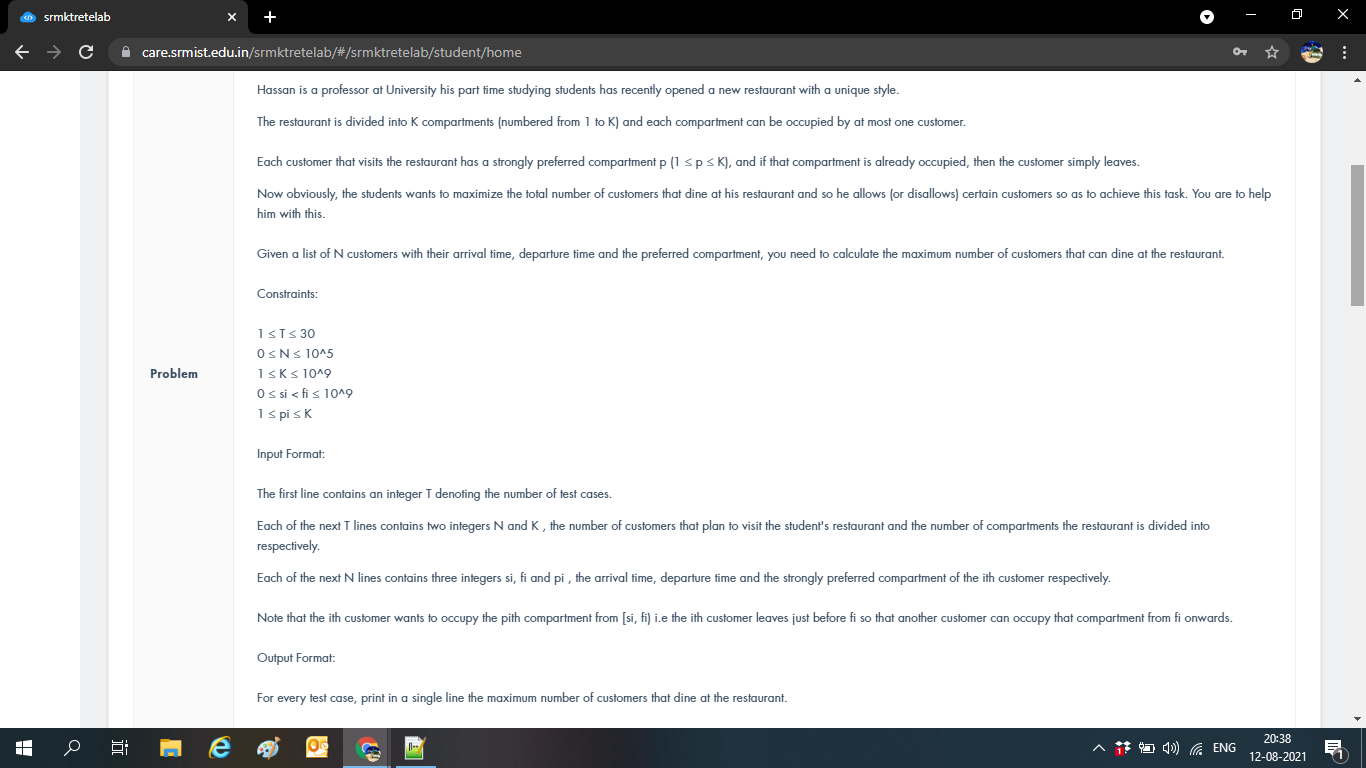 srmktretelab
care.srmist.edu.in/srmktretelab/#/srmktretelab/student/home
Hassan is a professor at University his part time studying students has recently opened a new restaurant with a unique style.
The restaurant is divided into K compartments (numbered from 1 to K) and each compartment can be occupied by at most one customer.
Each customer that visits the restaurant has a strongly preferred compartment p (1 ≤ p ≤ K), and if that compartment is already occupied, then the customer simply leaves.
Now obviously, the students wants to maximize the total number of customers that dine at his restaurant and so he allows (or disallows) certain customers so as to achieve this task. You are to help
him with this.
Given a list of N customers with their arrival time, departure time and the preferred compartment, you need to calculate the maximum number of customers that can dine at the restaurant.
Constraints:
1 ≤ T ≤ 30
0 ≤ N ≤ 10^5
Problem
1 ≤ K ≤ 10^9
0 ≤ si < fi ≤ 10^9
1 ≤ pi ≤ K
Input Format:
The first line contains an integer T denoting the number of test cases.
Each of the next T lines contains two integers N and K , the number of customers that plan to visit the student's restaurant and the number of compartments the restaurant is divided into
respectively.
Each of the next N lines contains three integers si, fi and pi , the arrival time, departure time and the strongly preferred compartment of the ith customer respectively.
Note that the ith customer wants to occupy the pith compartment from [si, fi) i.e the ith customer leaves just before fi so that another customer can occupy that compartment from fi onwards.
Output Format:
For every test case, print in a single line the maximum number of customers that dine at the restaurant.
ENG
20:38
12-08-2021
1